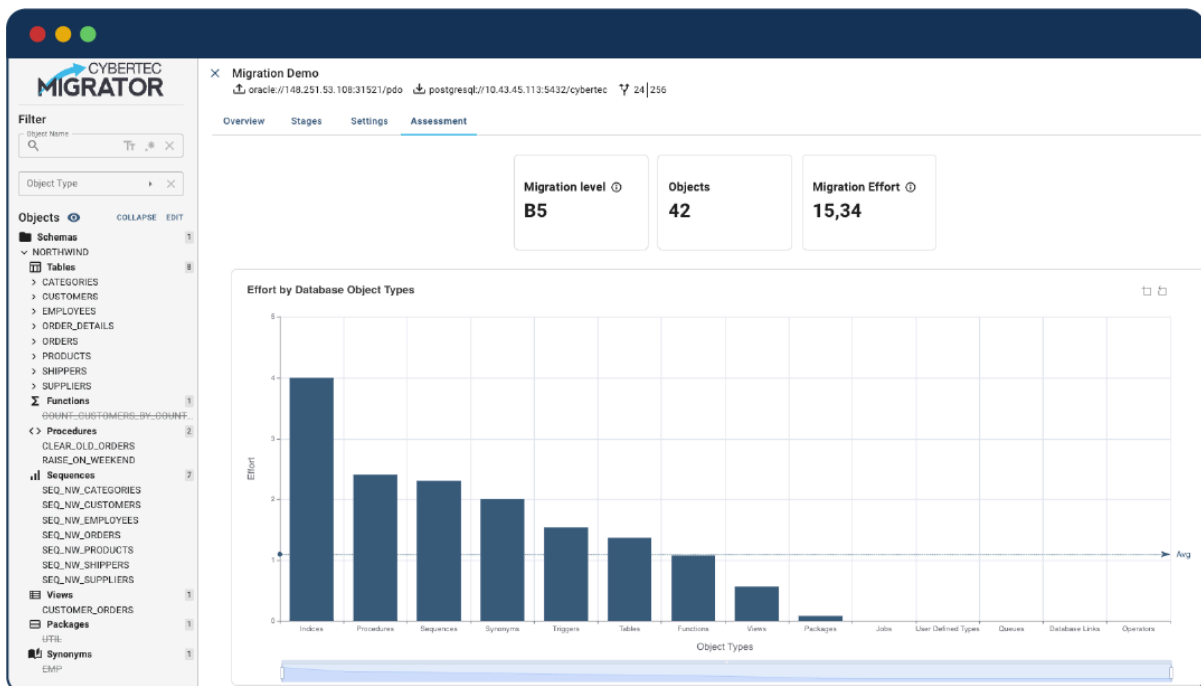 CYBERTEC
MIGRATOR
Filter
Object Name
Tт .*
Object Type
Objects COLLAPSE EDIT
Schemas 1
NORTHWIND
Tables 8
CATEGORIES
CUSTOMERS
EMPLOYEES
ORDER_DETAILS
ORDERS
PRODUCTS
SHIPPERS
SUPPLIERS
Functions 1
COUNT_CUSTOMERS_BY_COUNT...
Procedures 2
CLEAR_OLD_ORDERS
RAISE_ON_WEEKEND
Sequences 7
SEQ_NW_CATEGORIES
SEQ_NW_CUSTOMERS
SEQ_NW_EMPLOYEES
SEQ_NW_ORDERS
SEQ_NW_PRODUCTS
SEQ_NW_SHIPPERS
SEQ_NW_SUPPLIERS
Views 1
CUSTOMER_ORDERS
Packages 1
UTIL
Synonyms 1
EMP
Migration Demo
oracle://148.251.53.108:31521/pdo postgresql://10.43.45.113:5432/cybertec 24|256
Overview Stages Settings Assessment
Migration level
B5
Objects
42
Migration Effort
15,34
Effort by Database Object Types
5
4
3
2
1
0
Effort
Avg
Indices Procedures Sequences Synonyms Triggers Tables Functions Views Packages Jobs User Defined Types Queues Database Links Operators
Object Types